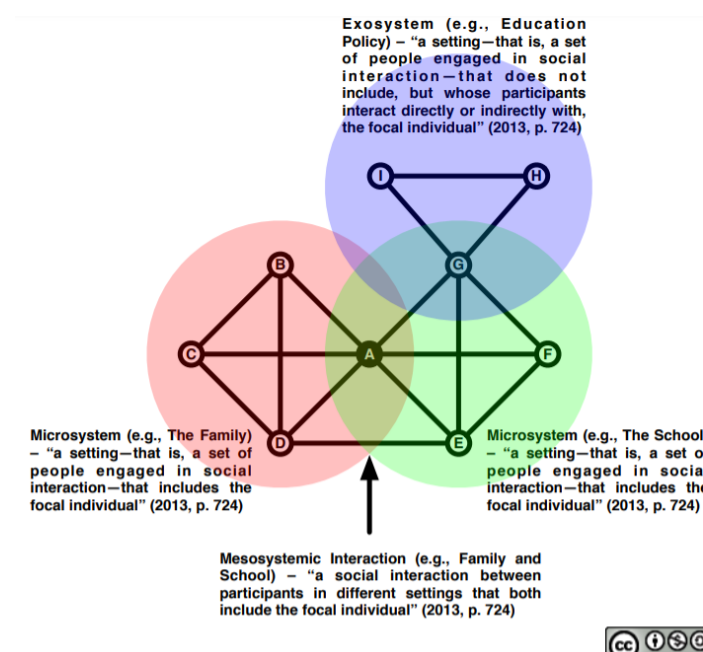 Exosystem (e.g., Education
Policy) – “a setting—that is, a set
of people engaged in social
interaction—that does not
include, but whose participants
interact directly or indirectly with,
the focal individual” (2013, p. 724)
I
H
B
G
C
A
F
D
E
Microsystem (e.g., The Family)
– “a setting—that is, a set of
people engaged in social
interaction—that includes the
focal individual” (2013, p. 724)
Microsystem (e.g., The School
– “a setting—that is, a set o
people engaged in socia
interaction—that includes the
focal individual” (2013, p. 724)
Mesosystemic Interaction (e.g., Family and
School) – “a social interaction between
participants in different settings that both
include the focal individual” (2013, p. 724)
cc